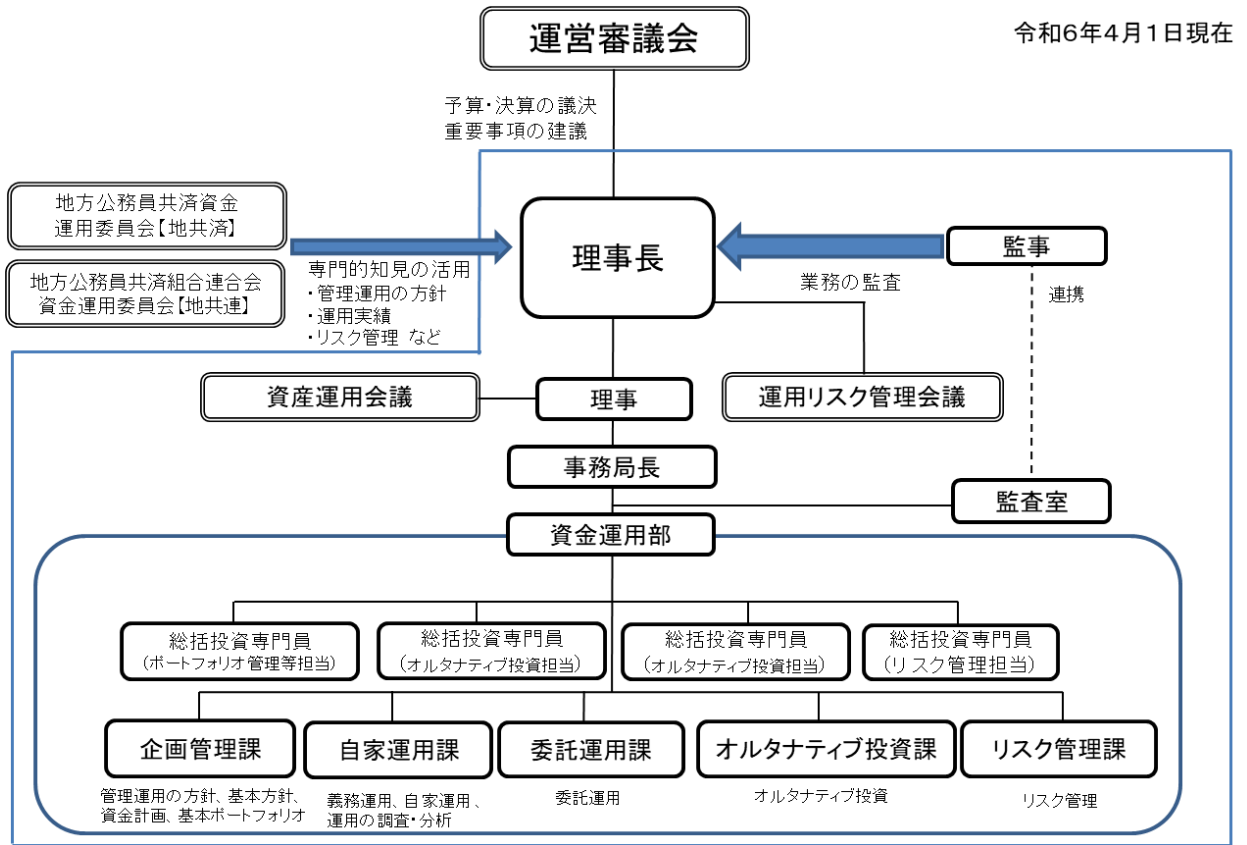 運営審議会
令和6年4月1日現在
予算・決算の議決
重要事項の建議
地方公務員共済資金
運用委員会【地共済】
地方公務員共済組合連合会
資金運用委員会【地共連】
専門的知見の活用
・管理運用の方針
・運用実績
・リスク管理 など
理事長
業務の監査
監事
連携
資産運用会議
理事
運用リスク管理会議
事務局長
監査室
資金運用部
総括投資専門員
(ポートフォリオ管理等担当)
総括投資専門員
(オルタナティブ投資担当)
総括投資専門員
(オルタナティブ投資担当)
総括投資専門員
(リスク管理担当)
企画管理課
自家運用課
委託運用課
オルタナティブ投資課
リスク管理課
管理運用の方針、基本方針、
資金計画、基本ポートフォリオ
義務運用、自家運用、
運用の調査・分析
委託運用
オルタナティブ投資
リスク管理